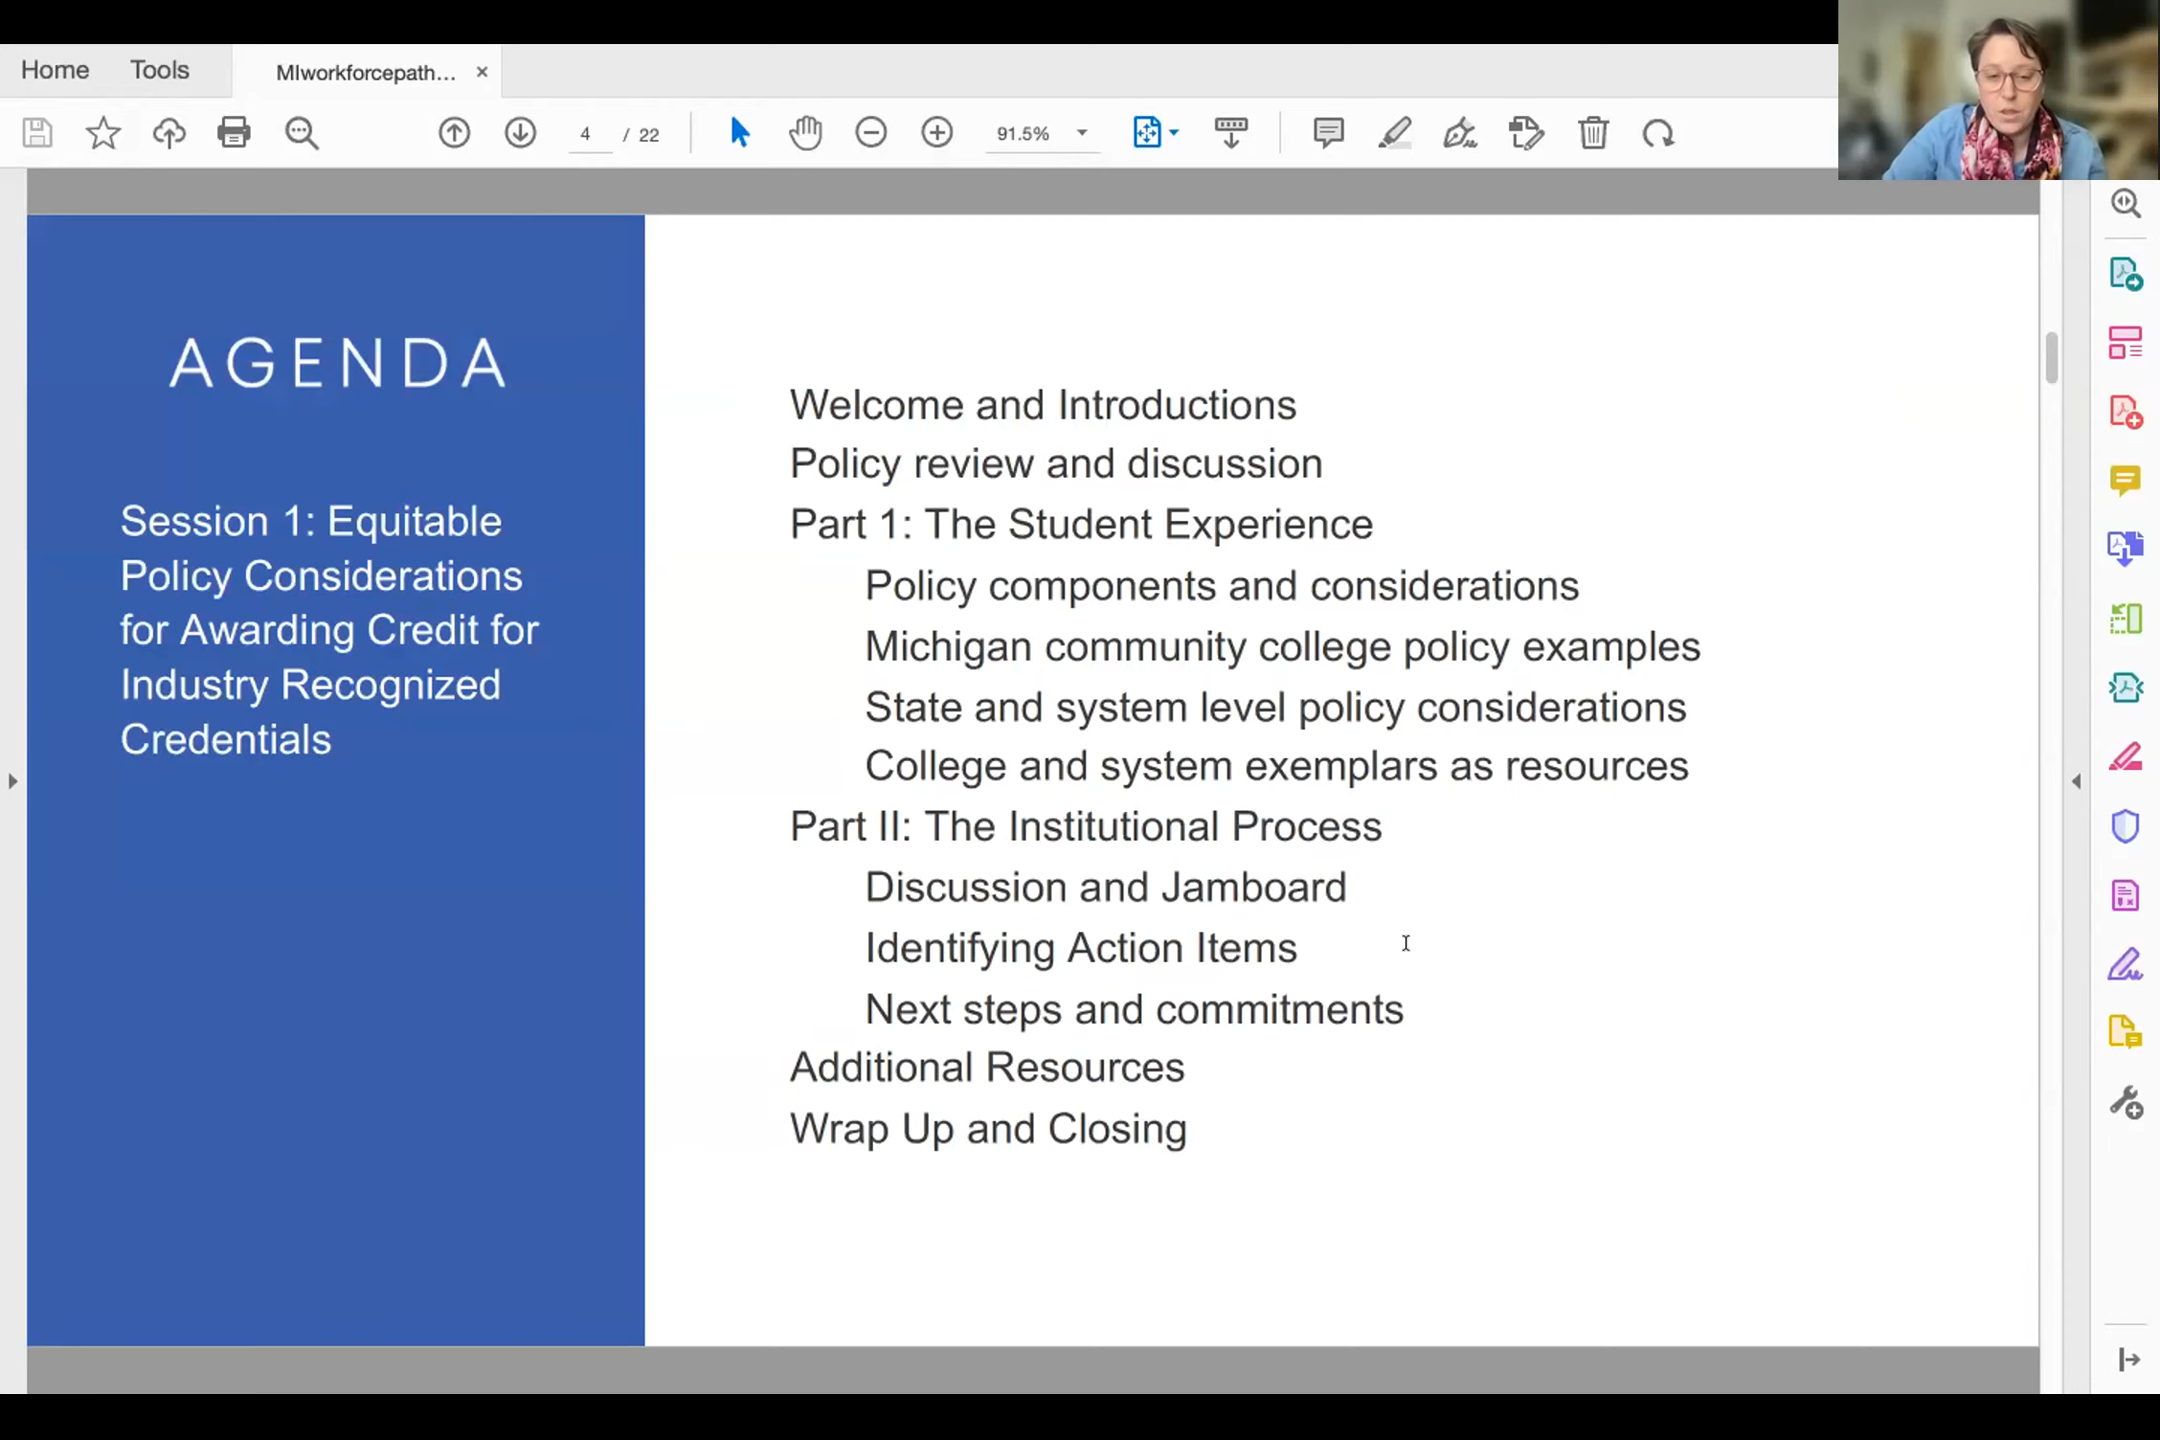 Home Tools MIworkforcepath... ×
4 / 22 91.5%
AGENDA
Session 1: Equitable
Policy Considerations
for Awarding Credit for
Industry Recognized
Credentials
Welcome and Introductions
Policy review and discussion
Part 1: The Student Experience
Policy components and considerations
Michigan community college policy examples
State and system level policy considerations
College and system exemplars as resources
Part II: The Institutional Process
Discussion and Jamboard
Identifying Action Items
Next steps and commitments
Additional Resources
Wrap Up and Closing